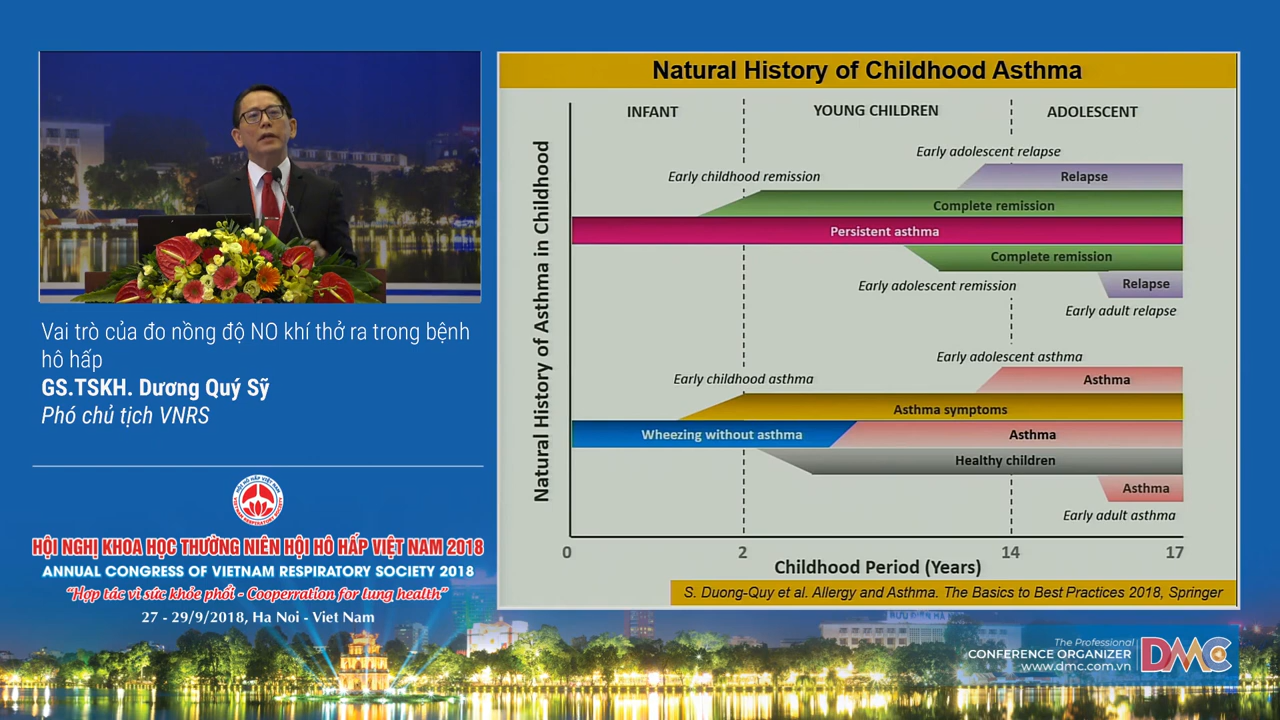 Vai trò của đo nồng độ NO khí thở ra trong bệnh
hô hấp
GS.TSKH. Dương Quý Sỹ
Phó chủ tịch VNRS
HỘI NGHỊ KHOA HỌC THƯỜNG NIÊN HỘI HÔ HẤP VIỆT NAM 2018
ANNUAL CONGRESS OF VIETNAM RESPIRATORY SOCIETY 2018
"Hợp tác vì sức khỏe phổi - Cooperration for lung health"
27 - 29/9/2018, Ha Noi - Viet Nam
Natural History of Childhood Asthma
INFANT
YOUNG CHILDREN
ADOLESCENT
Natural History of Asthma in Childhood
Early adolescent relapse
Early childhood remission
Relapse
Complete remission
Persistent asthma
Complete remission
Early adolescent remission
Relapse
Early adult relapse
Early adolescent asthma
Early childhood asthma
Asthma
Asthma symptoms
Wheezing without asthma
Asthma
Healthy children
Asthma
Early adult asthma
0
2
14
17
Childhood Period (Years)
S. Duong-Quy et al. Allergy and Asthma. The Basics to Best Practices 2018, Springer
The Professional
CONFERENCE ORGANIZER
www.dmc.com.vn
DMC